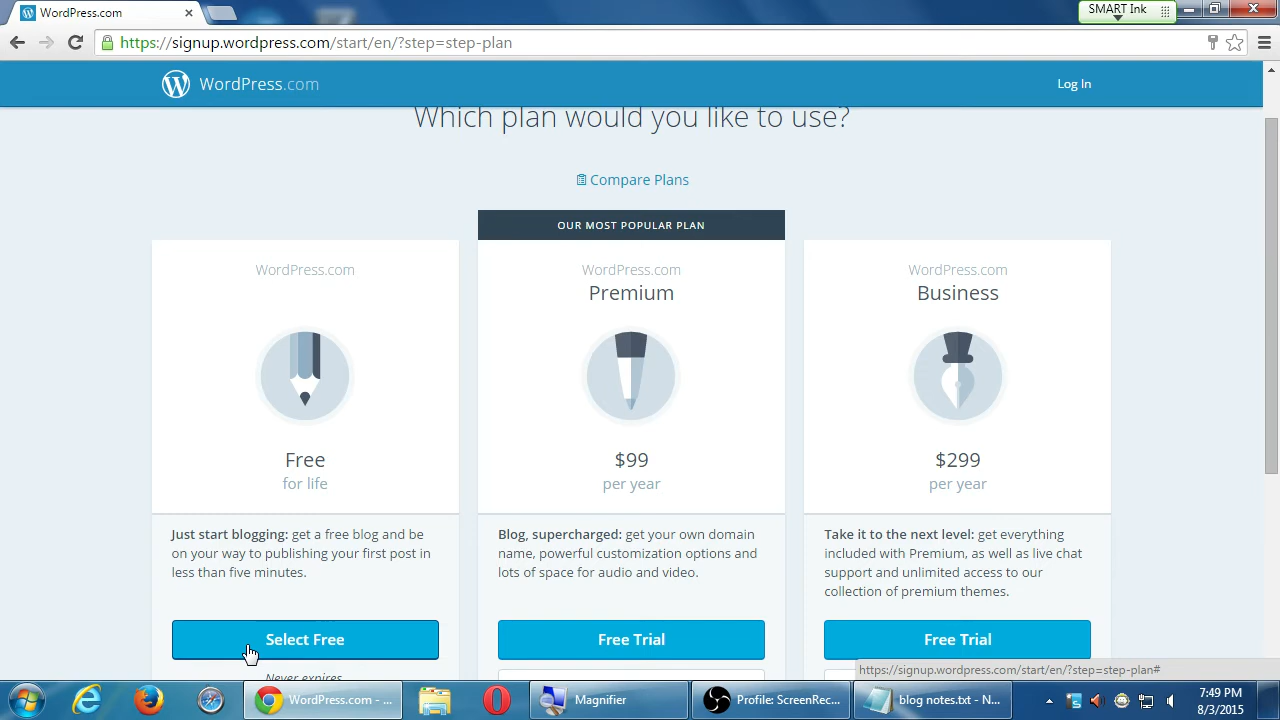 WordPress.com
SMART Ink
https://signup.wordpress.com/start/en/?step=step-plan
WordPress.com
Log In
Which plan would you like to use?
Compare Plans
OUR MOST POPULAR PLAN
WordPress.com
WordPress.com
Premium
WordPress.com
Business
Free
for life
$99
per year
$299
per year
Just start blogging: get a free blog and be
on your way to publishing your first post in
less than five minutes.
Blog, supercharged: get your own domain
name, powerful customization options and
lots of space for audio and video.
Take it to the next level: get everything
included with Premium, as well as live chat
support and unlimited access to our
collection of premium themes.
Select Free
Free Trial
Free Trial
Never expires
https://signup.wordpress.com/start/en/?step=step-plan#
WordPress.com - ...
Magnifier
Profile: ScreenRec...
blog notes.txt - N...
7:49 PM
8/3/2015